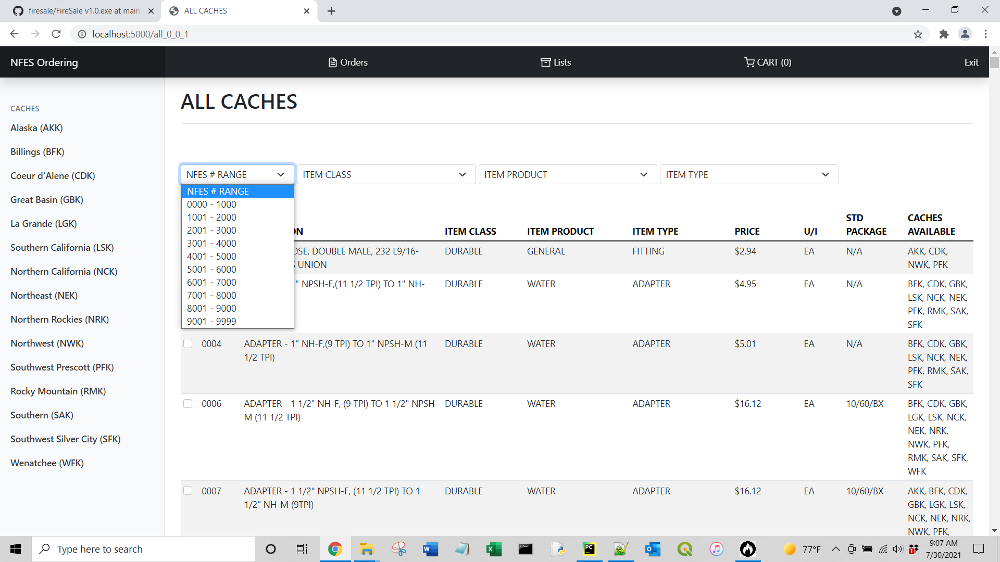 firesale/FireSale v1.0.exe at main
ALL CACHES
localhost:5000/all_0_0_1
NFES Ordering
Orders
Lists
CART (0)
Exit
CACHES
Alaska (AKK)
Billings (BFK)
Coeur d'Alene (CDK)
Great Basin (GBK)
La Grande (LGK)
Southern California (LSK)
Northern California (NCK)
Northeast (NEK)
Northern Rockies (NRK)
Northwest (NWK)
Southwest Prescott (PFK)
Rocky Mountain (RMK)
Southern (SAK)
Southwest Silver City (SFK)
Wenatchee (WFK)
ALL CACHES
NFES # RANGE
ITEM CLASS
ITEM PRODUCT
ITEM TYPE
NFES # RANGE
0000 - 1000
1001 - 2000
2001 - 3000
3001 - 4000
4001 - 5000
5001 - 6000
6001 - 7000
7001 - 8000
8001 - 9000
9001 - 9999
ON
ITEM CLASS
ITEM PRODUCT
ITEM TYPE
PRICE
U/I
STD
PACKAGE
CACHES
AVAILABLE
OSE, DOUBLE MALE, 232 L9/16-
UNION
DURABLE
GENERAL
FITTING
$2.94
EA
N/A
AKK, CDK,
NWK, PFK
" NPSH-F,(11 1/2 TPI) TO 1" NH-
DURABLE
WATER
ADAPTER
$4.95
EA
N/A
BFK, CDK, GBK,
LSK, NCK, NEK,
PFK, RMK, SAK,
SFK
0004
ADAPTER - 1" NH-F,(9 TPI) TO 1" NPSH-M (11
1/2 TPI)
DURABLE
WATER
ADAPTER
$5.01
EA
N/A
BFK, CDK, GBK,
LSK, NCK, NEK,
PFK, RMK, SAK,
SFK
0006
ADAPTER - 1 1/2" NH-F, (9 TPI) TO 1 1/2" NPSH-
M (11 1/2 TPI)
DURABLE
WATER
ADAPTER
$16.12
EA
10/60/BX
BFK, CDK, GBK,
LGK, LSK, NCK,
NEK, NRK,
NWK, PFK,
RMK, SAK, SFK,
WFK
0007
ADAPTER - 1 1/2" NPSH-F, (11 1/2 TPI) TO 1
1/2" NH-M (9TPI)
DURABLE
WATER
ADAPTER
$16.12
EA
10/60/BX
AKK, BFK, CDK,
GBK, LGK, LSK,
NCK, NEK, NRK,
NWK, PFK,
Type here to search
77°F
9:07 AM
7/30/2021